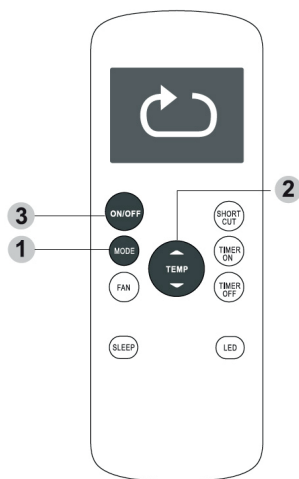 2
ON/OFF
SHORT
CUT
3
MODE
1
TEMP
TIMER
ON
FAN
TIMER
OFF
SLEEP
LED